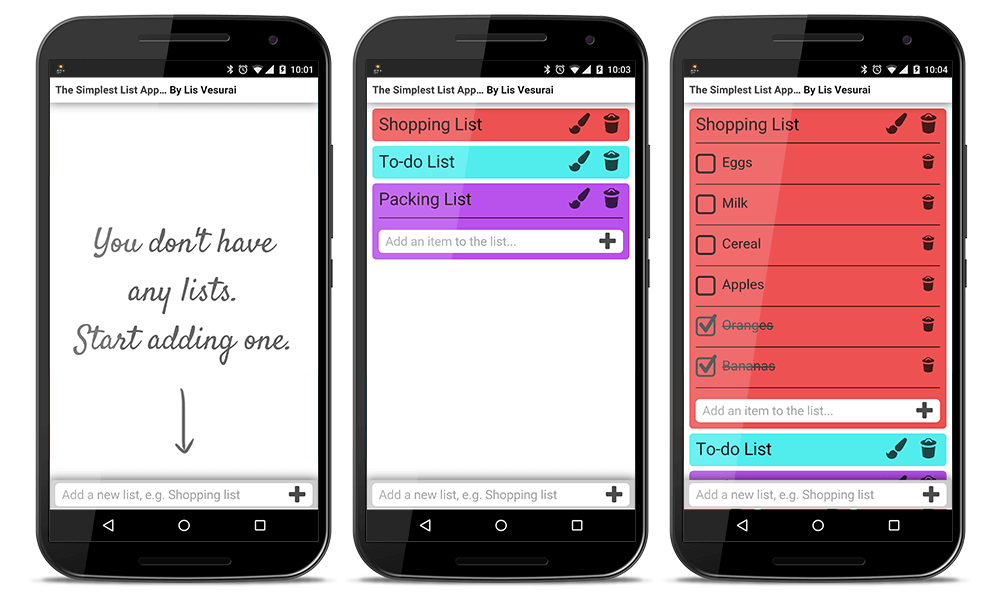 10:01
The Simplest List App... By Lis Vesurai
You don't have
any lists.
Start adding one.
Add a new list, e.g. Shopping list
10:03
The Simplest List App... By Lis Vesurai
Shopping List
To-do List
Packing List
Add an item to the list...
Add a new list, e.g. Shopping list
10:04
The Simplest List App... By Lis Vesurai
Shopping List
Eggs
Milk
Cereal
Apples
Oranges
Bananas
Add an item to the list...
To-do List
Add a new list, e.g. Shopping list